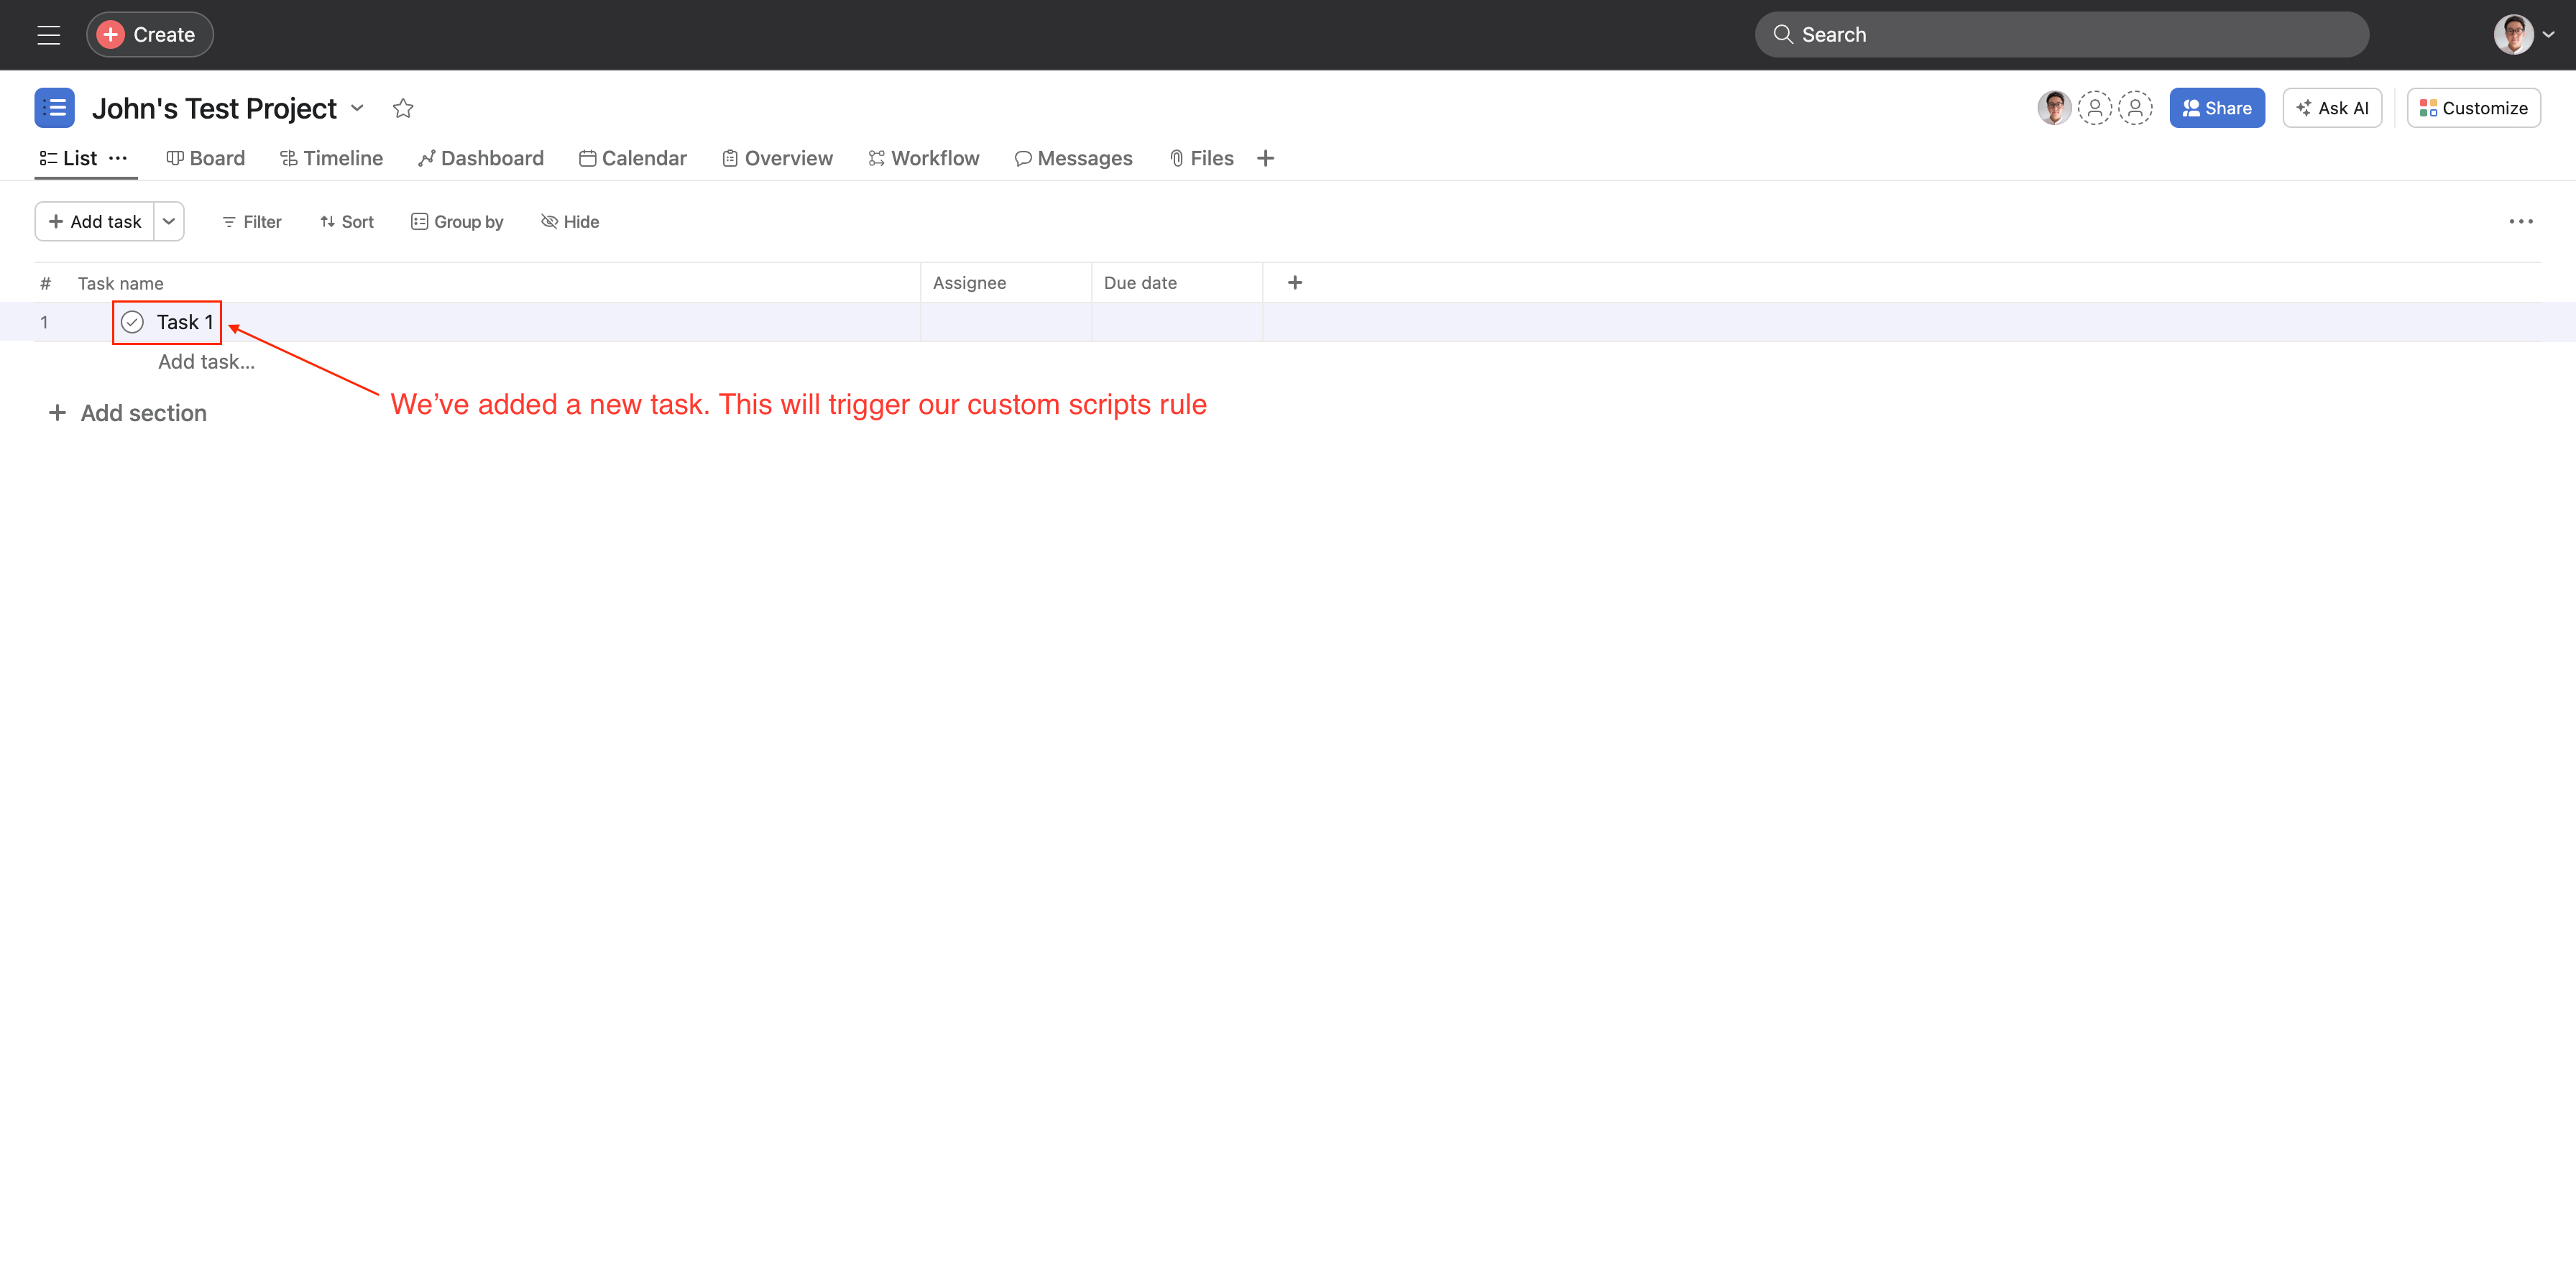 Create
Search
John's Test Project
Share
Ask AI
Customize
List
Board
Timeline
Dashboard
Calendar
Overview
Workflow
Messages
Files
Add task
Filter
Sort
Group by
Hide
# Task name Assignee Due date
1 Task 1
Add task...
We've added a new task. This will trigger our custom scripts rule
Add section